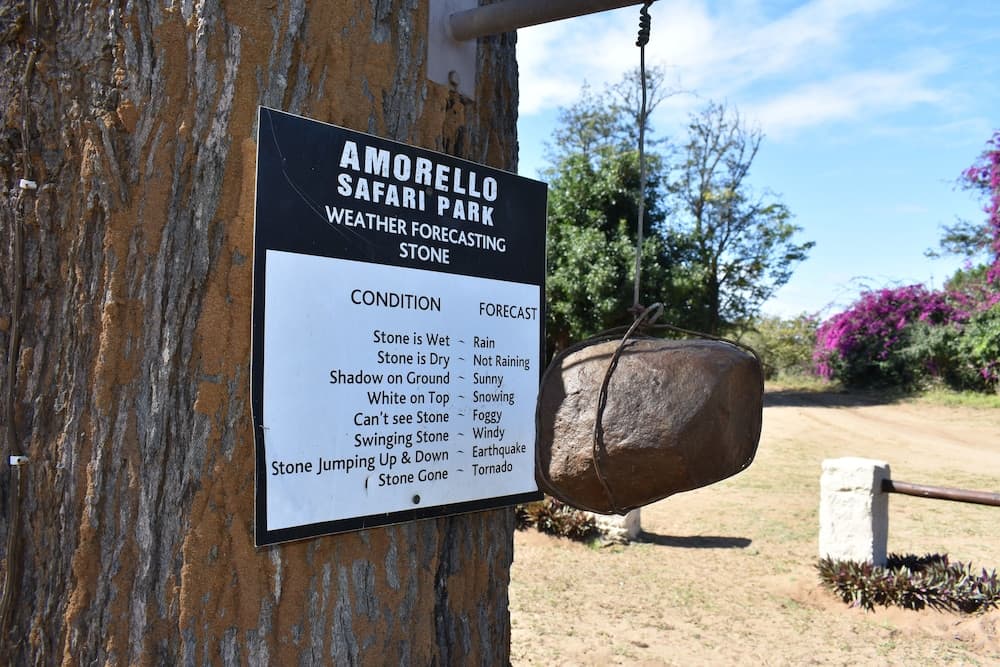 AMORELLO
SAFARI PARK
WEATHER FORECASTING
STONE
CONDITION FORECAST
Stone is Wet ~ Rain
Stone is Dry ~ Not Raining
Shadow on Ground ~ Sunny
White on Top ~ Snowing
Can't see Stone ~ Foggy
Swinging Stone ~ Windy
Stone Jumping Up & Down ~ Earthquake
Stone Gone ~ Tornado